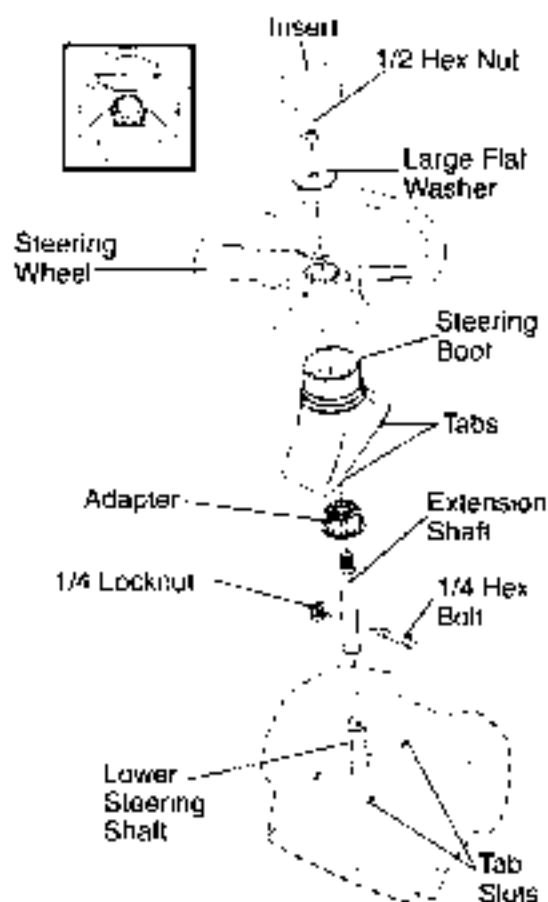 Insert
1/2 Hex Nut
Large Flat
Washer
Steering
Wheel
Steering
Boot
Tabs
Adapter
Extension
Shaft
1/4 Locknut
1/4 Hex
Bolt
Lower
Steering
Shaft
Tab
Slots